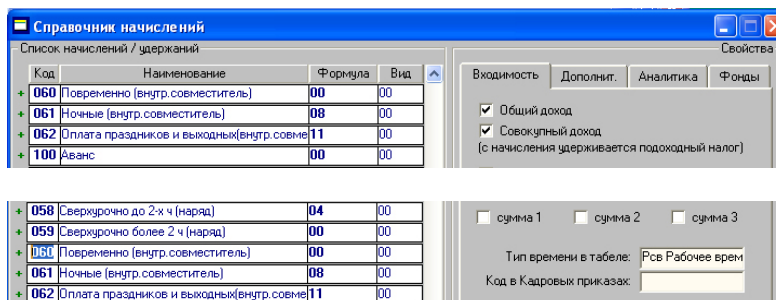 Справочник начислений
Список начислений / удержаний
Свойства
Код Наименование Формула Вид
Входимость Дополнит. Аналитика Фонды
+ 060 Повременно (внутр.совместитель) 00 00
+ 061 Ночные (внутр.совместитель) 08 00
+ 062 Оплата праздников и выходных(внутр.совме 11 00
+ 100 Аванс 00 00
Общий доход
Совокупный доход
(с начисления удерживается подоходный налог)
+ 058 Сверхурочно до 2-х ч (наряд) 04 00
+ 059 Сверхурочно более 2 ч (наряд) 00 00
+ 060 Повременно (внутр.совместитель) 00 00
+ 061 Ночные (внутр.совместитель) 08 00
+ 062 Оплата праздников и выходных(внутр.совме 11 00
сумма 1 сумма 2 сумма 3
Тип времени в табеле: Рсв Рабочее врем
Код в Кадровых приказах: